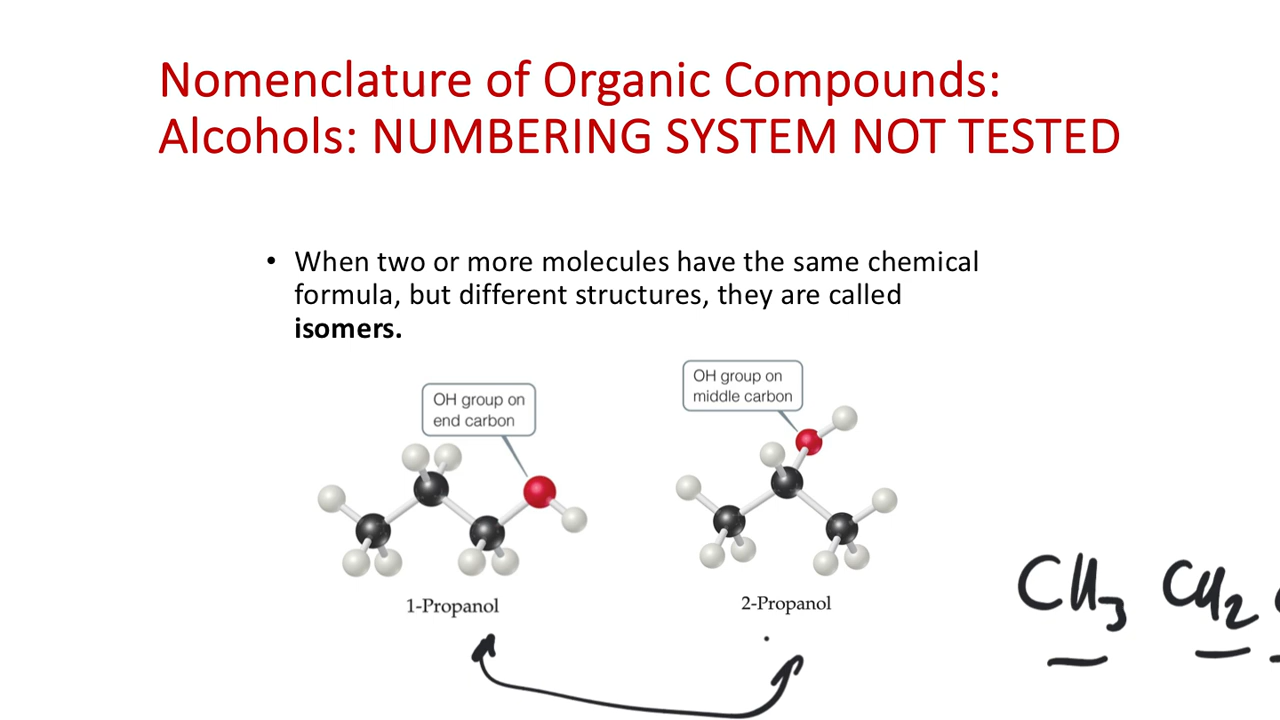 Nomenclature of Organic Compounds:
Alcohols: NUMBERING SYSTEM NOT TESTED
• When two or more molecules have the same chemical
formula, but different structures, they are called
isomers.
OH group on
end carbon
OH group on
middle carbon
1-Propanol
2-Propanol
CH3 CH2